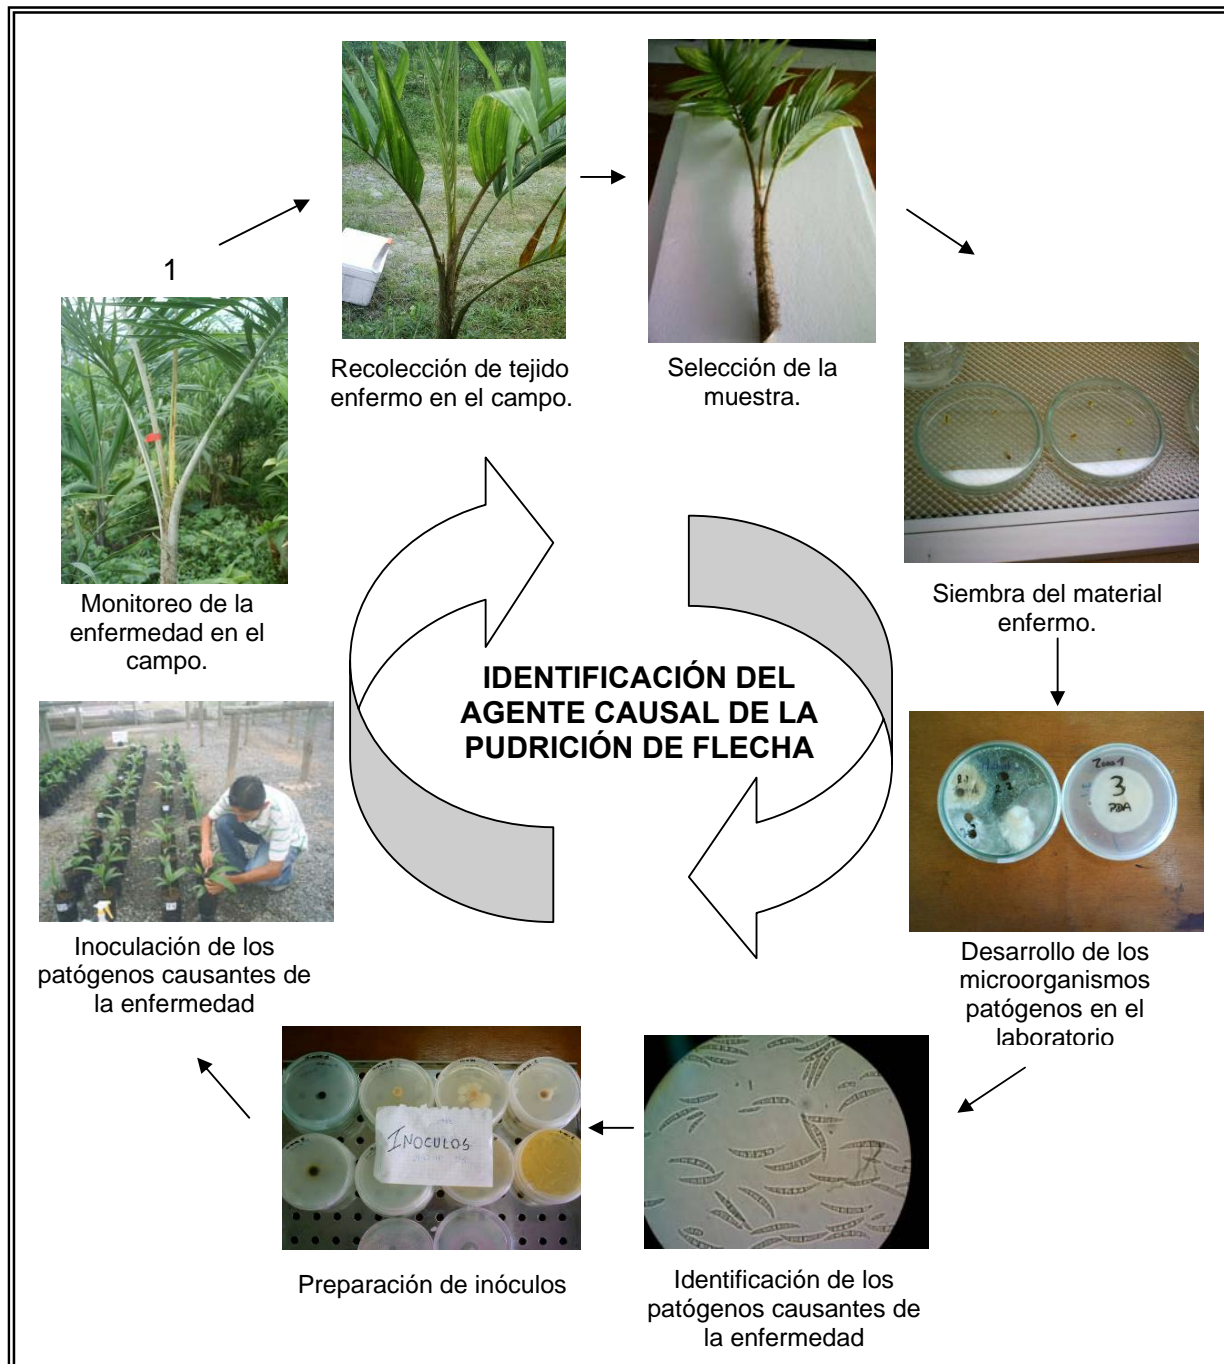 1
Monitoreo de la
enfermedad en el
campo.
Recolección de tejido
enfermo en el campo.
Selección de la
muestra.
Siembra del material
enfermo.
3
PDA
Desarrollo de los
microorganismos
patógenos en el
laboratorio
Identificación de los
patógenos causantes de
la enfermedad
INOCULOS
Preparación de inóculos
Inoculación de los
patógenos causantes de
la enfermedad
IDENTIFICACIÓN DEL
AGENTE CAUSAL DE LA
PUDRICIÓN DE FLECHA